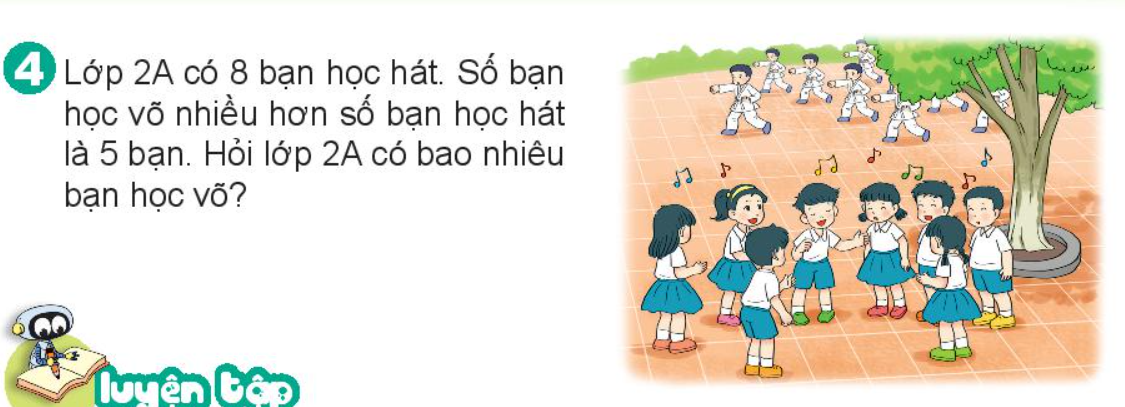 4 Lớp 2A có 8 bạn học hát. Số bạn
học võ nhiều hơn số bạn học hát
là 5 bạn. Hỏi lớp 2A có bao nhiêu
bạn học võ?
luyện tập